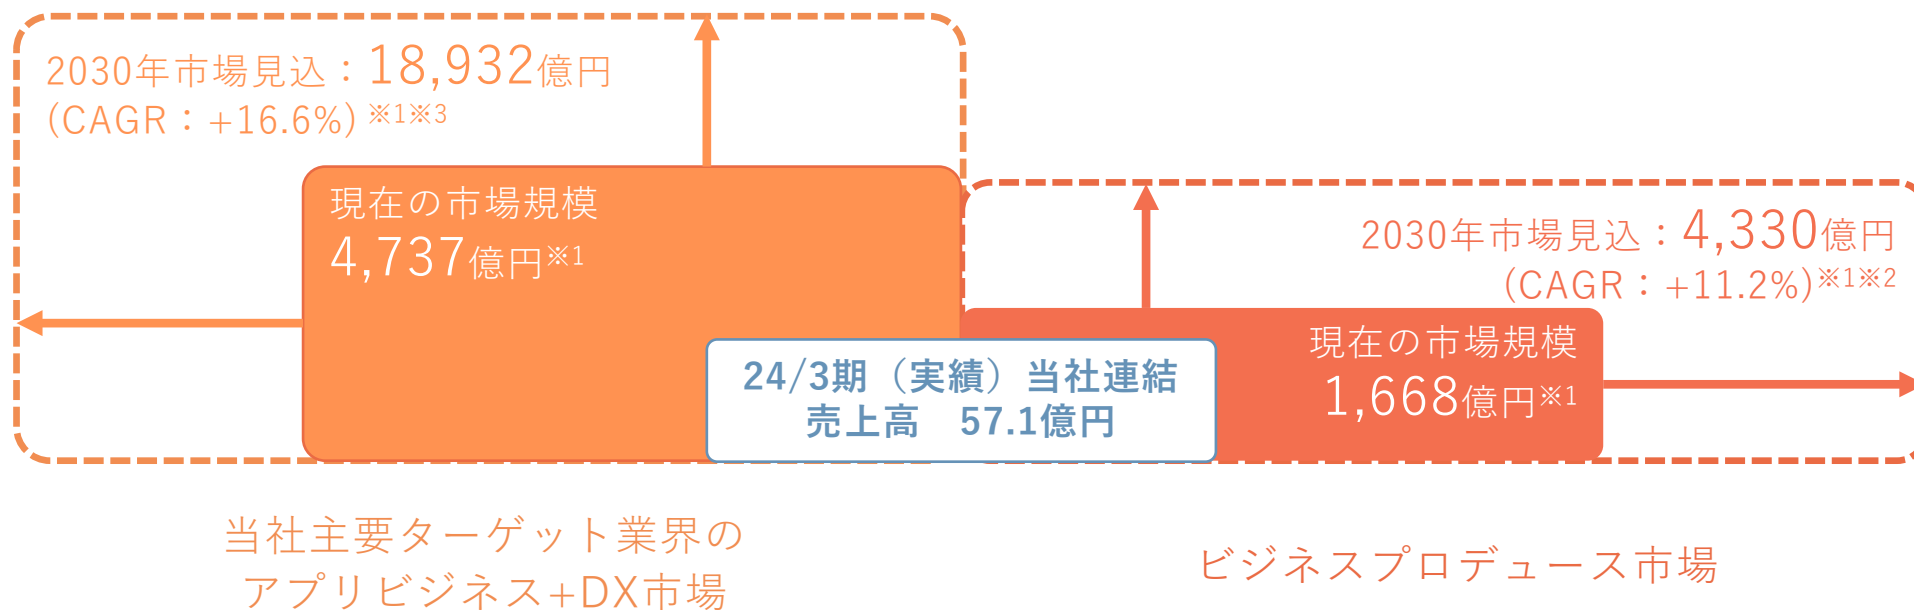 2030年市場見込：18,932億円
(CAGR：+16.6%)※1※3
現在の市場規模
4,737億円※1
2030年市場見込：4,330億円
(CAGR：+11.2%)※1※2
現在の市場規模
1,668億円※1
24/3期（実績）当社連結
売上高　57.1億円
当社主要ターゲット業界の
アプリビジネス+DX市場
ビジネスプロデュース市場